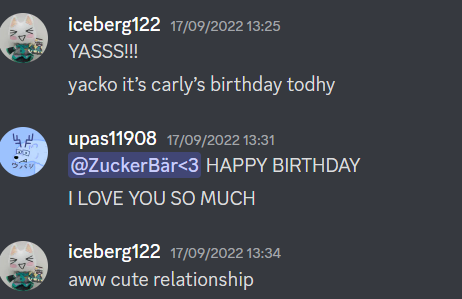 iceberg122 17/09/2022 13:25
YASSS!!!
yacko it's carly's birthday todhy
upas11908 17/09/2022 13:31
@ZuckerBär<3 HAPPY BIRTHDAY
I LOVE YOU SO MUCH
iceberg122 17/09/2022 13:34
aww cute relationship